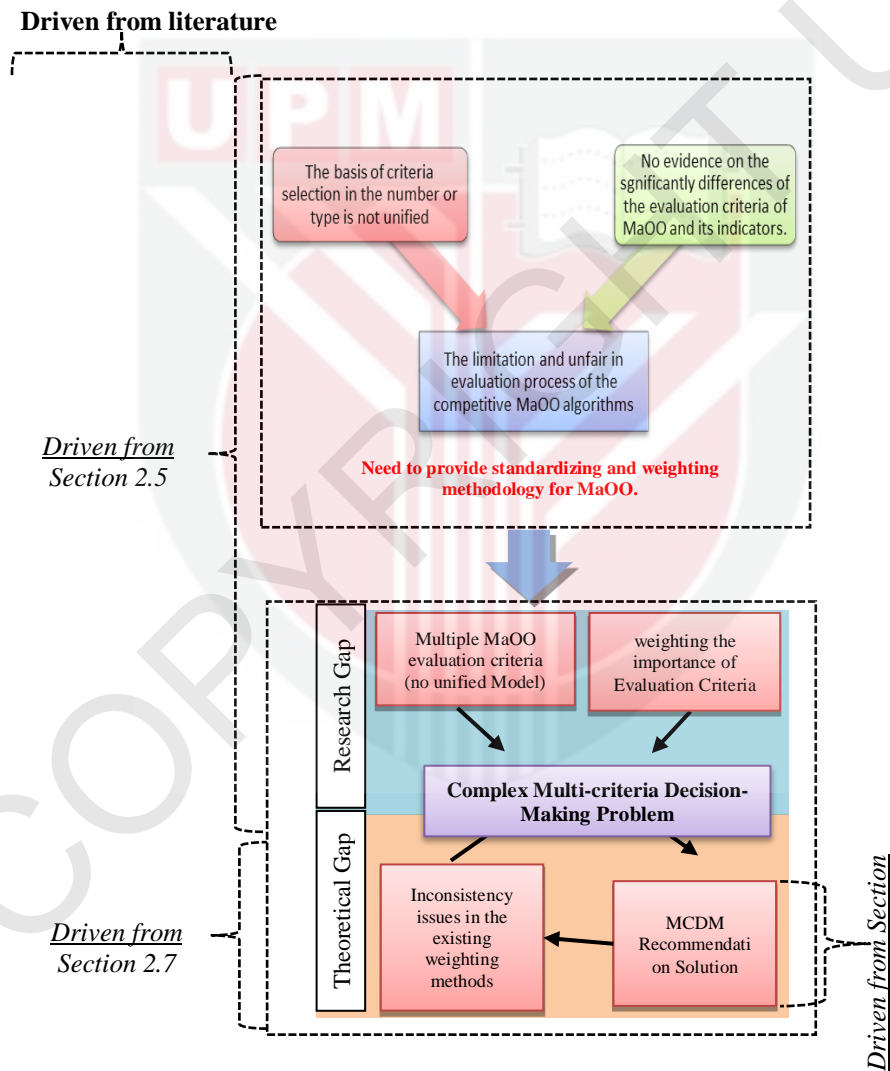 Driven from literature
UPM
The basis of criteria
selection in the number or
type is not unified
No evidence on the
sgnificantly differences of
the evaluation criteria of
MaOO and its indicators.
The limitation and unfair in
evaluation process of the
competitive MaOO algorithms
Driven from
Section 2.5
Need to provide standardizing and weighting
methodology for MaOO.
Research Gap
Multiple MaOO
evaluation criteria
(no unified Model)
weighting the
importance of
Evaluation Criteria
Complex Multi-criteria Decision-
Making Problem
Theoretical Gap
Inconsistency
issues in the
existing
weighting
methods
MCDM
Recommendati
on Solution
Driven from
Section 2.7
Driven from Section
COPYRIGHT U